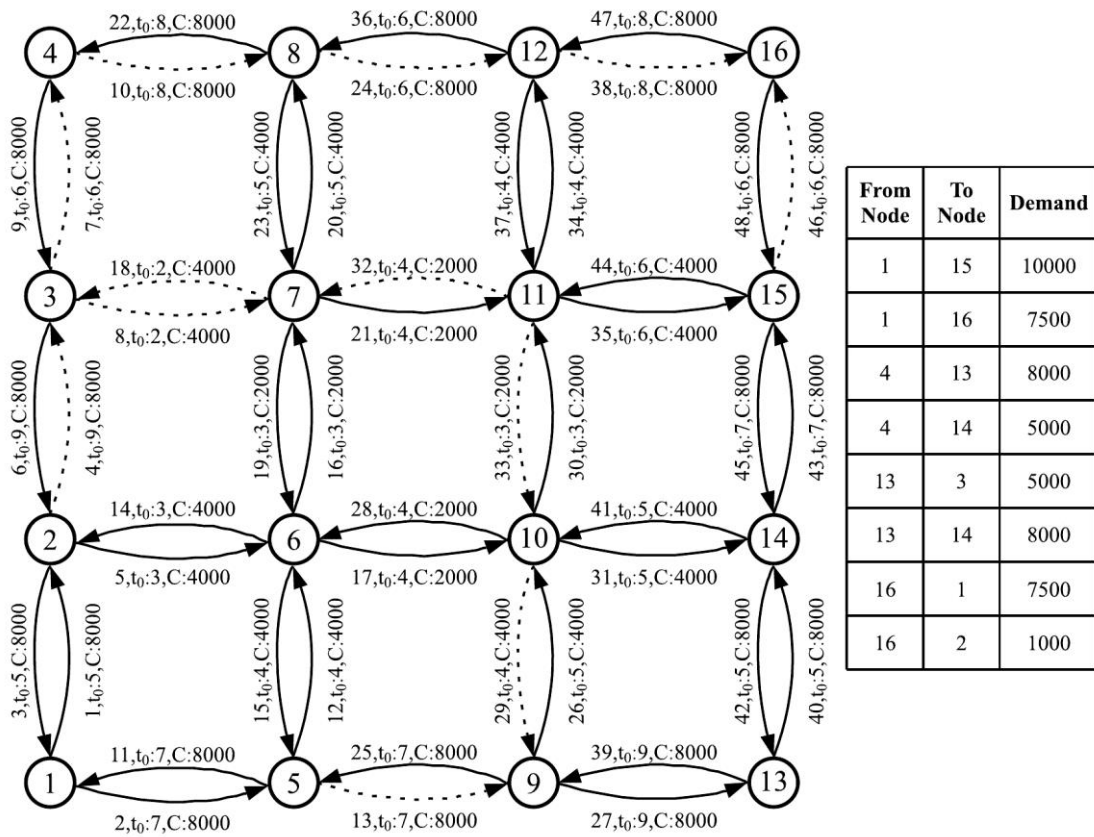 22,t₀:8,C:8000
36,t₀:6,C:8000
47,t₀:8,C:8000
4
8
12
16
10,t₀:8,C:8000
24,t₀:6,C:8000
38,t₀:8,C:8000
9,t₀:6,C:8000
7,t₀:6,C:8000
23,t₀:5,C:4000
20,t₀:5,C:4000
37,t₀:4,C:4000
34,t₀:4,C:4000
48,t₀:6,C:8000
46,t₀:6,C:8000
18,t₀:2,C:4000
32,t₀:4,C:2000
44,t₀:6,C:4000
3
7
11
15
8,t₀:2,C:4000
21,t₀:4,C:2000
35,t₀:6,C:4000
6,t₀:9,C:8000
4,t₀:9,C:8000
19,t₀:3,C:2000
16,t₀:3,C:2000
33,t₀:3,C:2000
30,t₀:3,C:2000
45,t₀:7,C:8000
43,t₀:7,C:8000
14,t₀:3,C:4000
28,t₀:4,C:2000
41,t₀:5,C:4000
2
6
10
14
5,t₀:3,C:4000
17,t₀:4,C:2000
31,t₀:5,C:4000
3,t₀:5,C:8000
1,t₀:5,C:8000
15,t₀:4,C:4000
12,t₀:4,C:4000
29,t₀:4,C:4000
26,t₀:5,C:4000
42,t₀:5,C:8000
40,t₀:5,C:8000
11,t₀:7,C:8000
25,t₀:7,C:8000
39,t₀:9,C:8000
1
5
9
13
2,t₀:7,C:8000
13,t₀:7,C:8000
27,t₀:9,C:8000
From Node To Node Demand
1 15 10000
1 16 7500
4 13 8000
4 14 5000
13 3 5000
13 14 8000
16 1 7500
16 2 1000